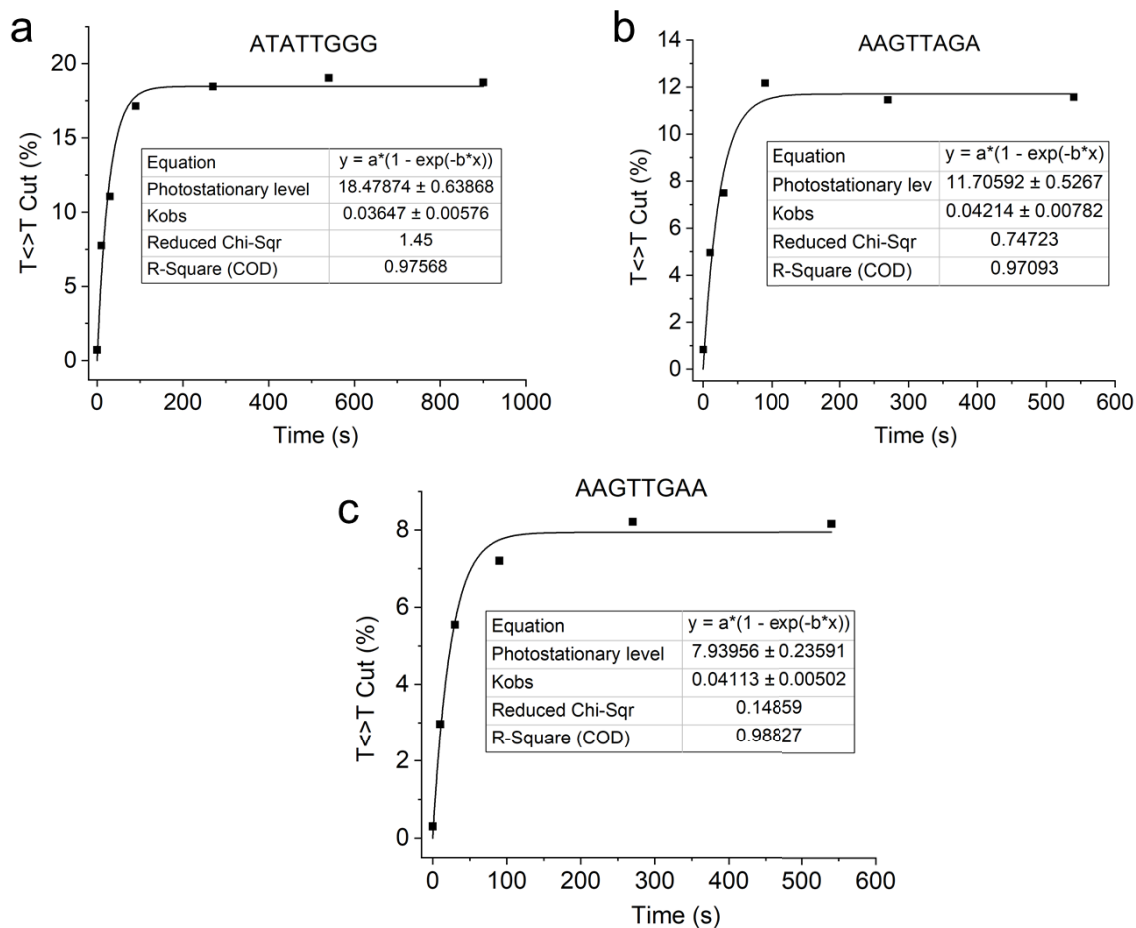 a
ATATTGGG
T<>T Cut (%)
20
15
10
5
0
Equation y = a*(1 - exp(-b*x))
Photostationary level 18.47874 ± 0.63868
Kobs 0.03647 ± 0.00576
Reduced Chi-Sqr 1.45
R-Square (COD) 0.97568
0 200 400 600 800 1000
Time (s)
b
AAGTTAGA
T<>T Cut (%)
14
12
10
8
6
4
2
0
Equation y = a*(1 - exp(-b*x)
Photostationary lev 11.70592 ± 0.5267
Kobs 0.04214 ± 0.00782
Reduced Chi-Sqr 0.74723
R-Square (COD) 0.97093
0 100 200 300 400 500 600
Time (s)
c
AAGTTGAA
T<>T Cut (%)
8
6
4
2
0
Equation y = a*(1 - exp(-b*x))
Photostationary level 7.93956 ± 0.23591
Kobs 0.04113 ± 0.00502
Reduced Chi-Sqr 0.14859
R-Square (COD) 0.98827
0 100 200 300 400 500 600
Time (s)